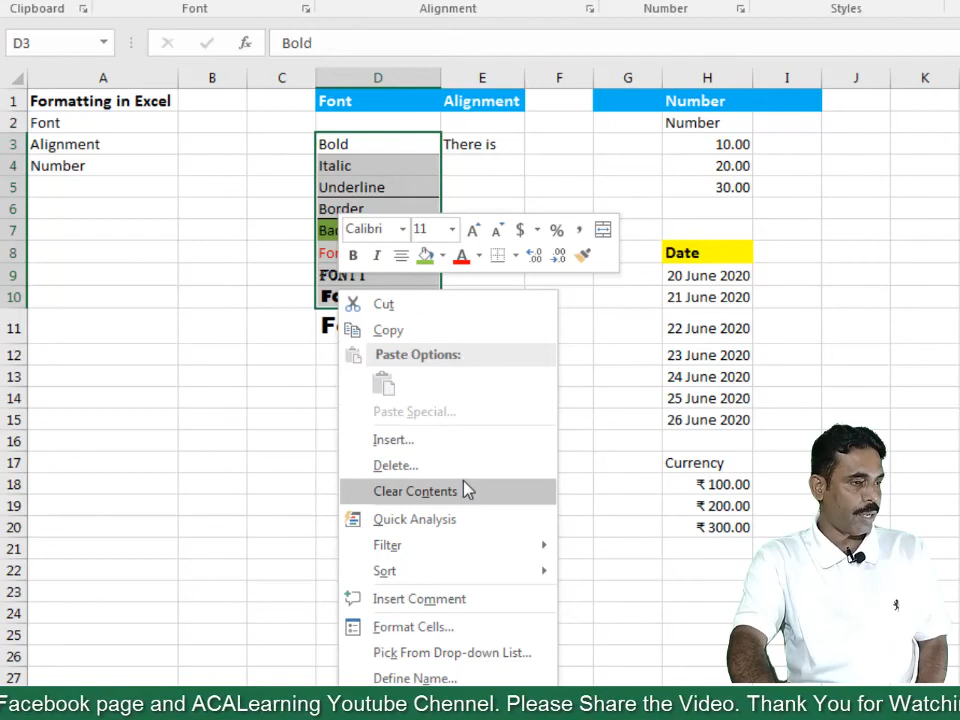 Clipboard Font Alignment Number Styles
D3 fx Bold
A B C D E F G H I J K
1 Formatting in Excel Font Alignment Number
2 Font Number
3 Alignment Bold There is 10.00
4 Number Italic 20.00
5 Underline 30.00
6 Border
Calibri 11 A A $ % ,
7
B I A .00
8 Date
9 FONT1 20 June 2020
10 21 June 2020
Cut
11 22 June 2020
Copy
12 Paste Options: 23 June 2020
13 24 June 2020
14 25 June 2020
Paste Special...
15 26 June 2020
16 Insert...
17 Delete... Currency
18 Clear Contents ₹ 100.00
19 ₹ 200.00
Quick Analysis
20 ₹ 300.00
21 Filter
22 Sort
23 Insert Comment
24
25 Format Cells...
26 Pick From Drop-down List...
27 Define Name...
Facebook page and ACALearning Youtube Channel. Please Share the Video. Thank You for